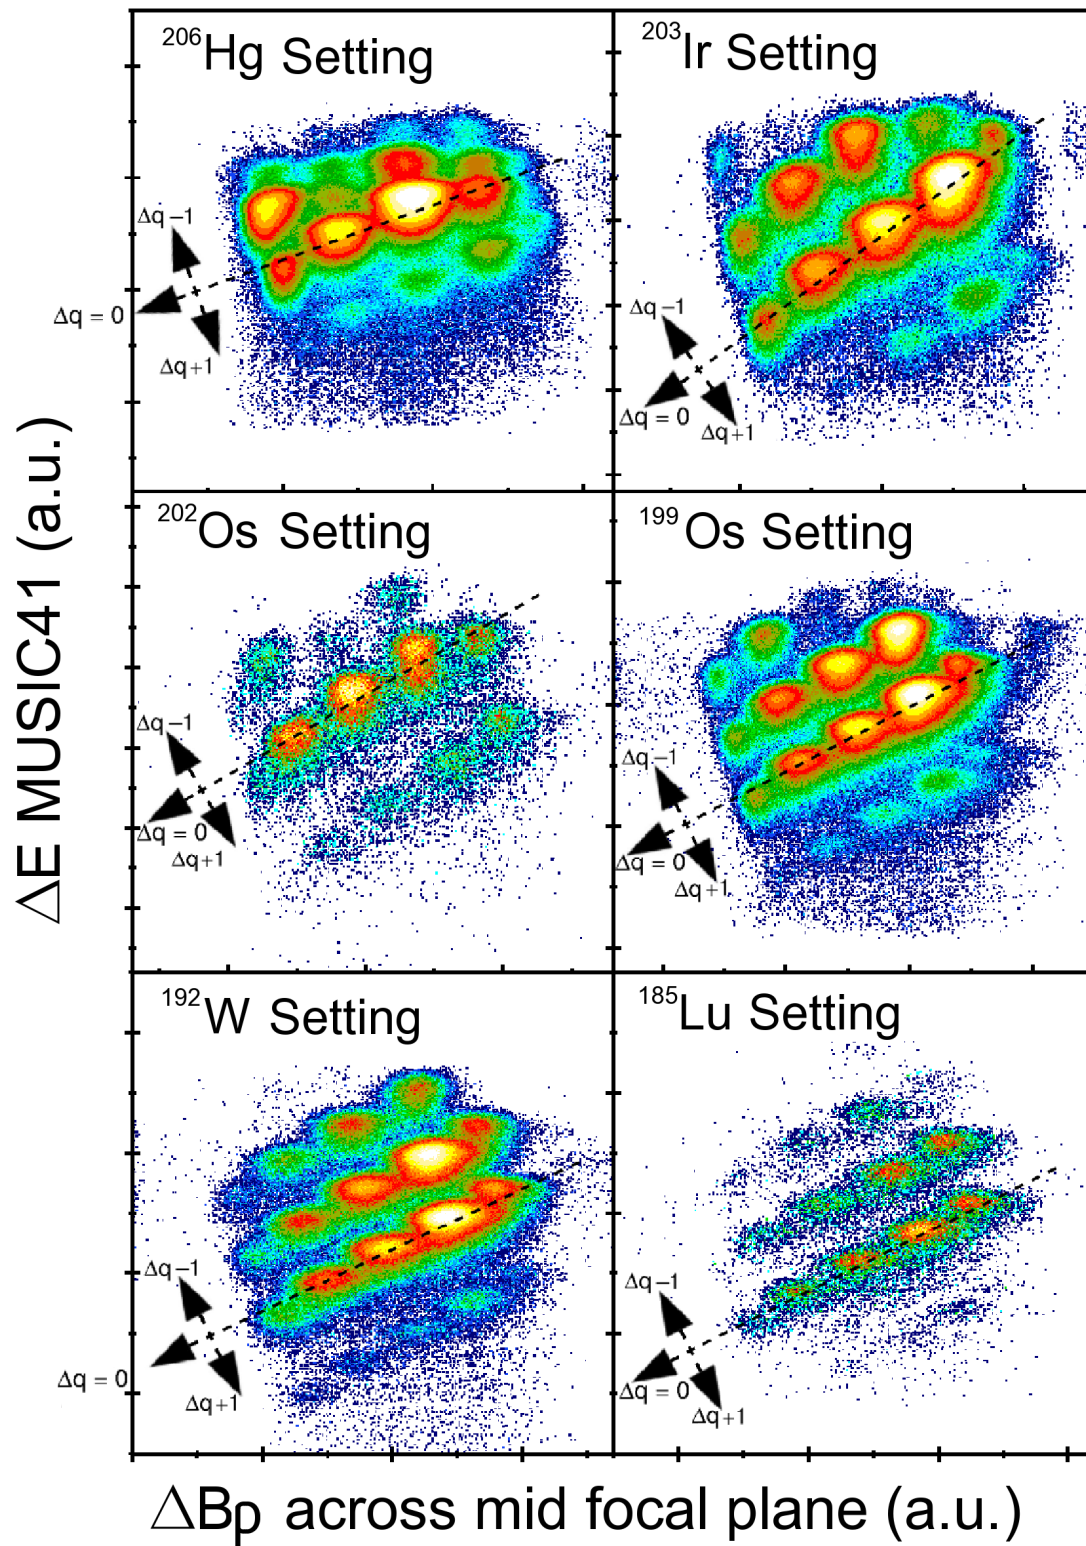 ²⁰⁶Hg Setting
²⁰³Ir Setting
Δq−1
Δq = 0
Δq+1
Δq−1
Δq = 0
Δq+1
²⁰²Os Setting
¹⁹⁹Os Setting
Δq−1
Δq = 0
Δq+1
Δq−1
Δq = 0
Δq+1
¹⁹²W Setting
¹⁸⁵Lu Setting
Δq−1
Δq = 0
Δq+1
Δq−1
Δq = 0
Δq+1
ΔE MUSIC41 (a.u.)
ΔBρ across mid focal plane (a.u.)